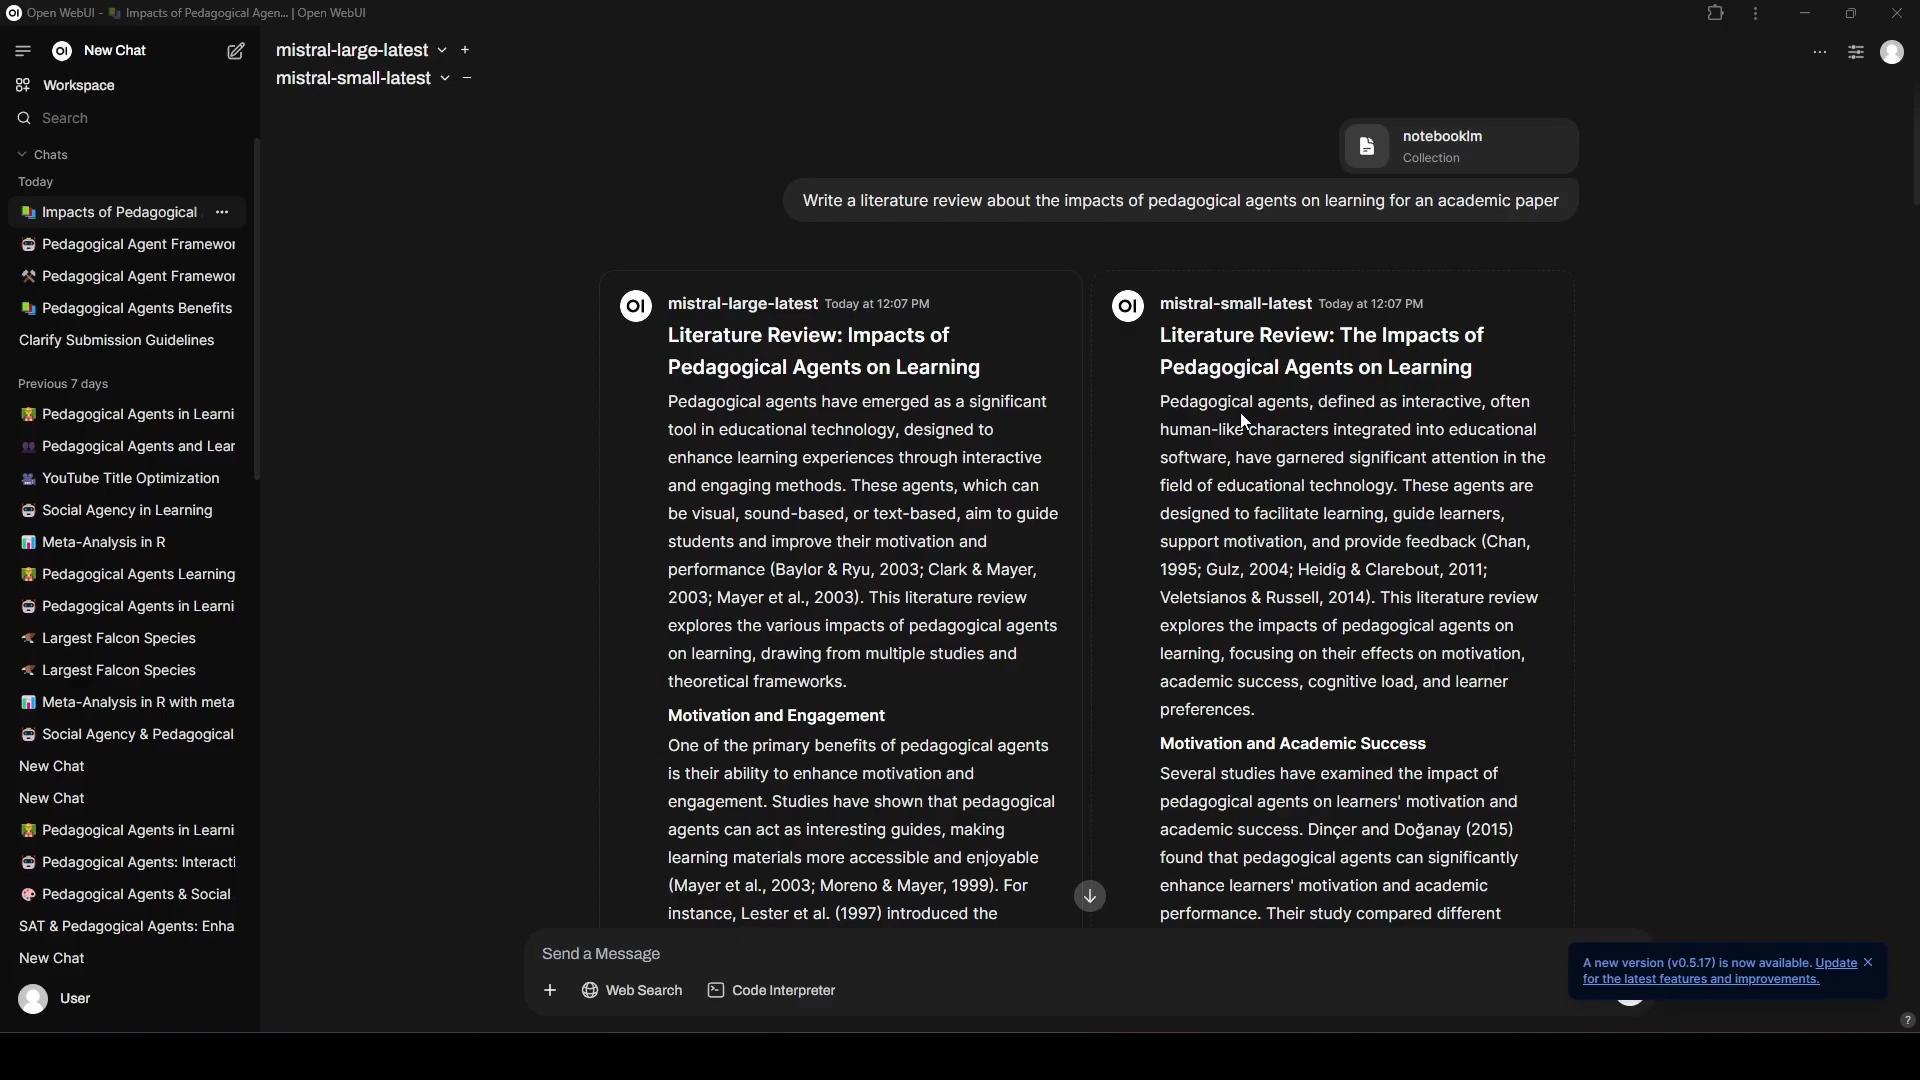 OI Open WebUI - Impacts of Pedagogical Agen... | Open WebUI
OI New Chat
Workspace
Search
Chats
Today
Impacts of Pedagogical
Pedagogical Agent Framewor
Pedagogical Agent Framewor
Pedagogical Agents Benefits
Clarify Submission Guidelines
Previous 7 days
Pedagogical Agents in Learni
Pedagogical Agents and Lear
YouTube Title Optimization
Social Agency in Learning
Meta-Analysis in R
Pedagogical Agents Learning
Pedagogical Agents in Learni
Largest Falcon Species
Largest Falcon Species
Meta-Analysis in R with meta
Social Agency & Pedagogical
New Chat
New Chat
Pedagogical Agents in Learni
Pedagogical Agents: Interacti
Pedagogical Agents & Social
SAT & Pedagogical Agents: Enha
New Chat
User
mistral-large-latest
mistral-small-latest
notebooklm
Collection
Write a literature review about the impacts of pedagogical agents on learning for an academic paper
OI mistral-large-latest Today at 12:07 PM
Literature Review: Impacts of
Pedagogical Agents on Learning
Pedagogical agents have emerged as a significant
tool in educational technology, designed to
enhance learning experiences through interactive
and engaging methods. These agents, which can
be visual, sound-based, or text-based, aim to guide
students and improve their motivation and
performance (Baylor & Ryu, 2003; Clark & Mayer,
2003; Mayer et al., 2003). This literature review
explores the various impacts of pedagogical agents
on learning, drawing from multiple studies and
theoretical frameworks.
Motivation and Engagement
One of the primary benefits of pedagogical agents
is their ability to enhance motivation and
engagement. Studies have shown that pedagogical
agents can act as interesting guides, making
learning materials more accessible and enjoyable
(Mayer et al., 2003; Moreno & Mayer, 1999). For
instance, Lester et al. (1997) introduced the
OI mistral-small-latest Today at 12:07 PM
Literature Review: The Impacts of
Pedagogical Agents on Learning
Pedagogical agents, defined as interactive, often
human-like characters integrated into educational
software, have garnered significant attention in the
field of educational technology. These agents are
designed to facilitate learning, guide learners,
support motivation, and provide feedback (Chan,
1995; Gulz, 2004; Heidig & Clarebout, 2011;
Veletsianos & Russell, 2014). This literature review
explores the impacts of pedagogical agents on
learning, focusing on their effects on motivation,
academic success, cognitive load, and learner
preferences.
Motivation and Academic Success
Several studies have examined the impact of
pedagogical agents on learners' motivation and
academic success. Dinçer and Doğanay (2015)
found that pedagogical agents can significantly
enhance learners' motivation and academic
performance. Their study compared different
Send a Message
Web Search
Code Interpreter
A new version (v0.5.17) is now available. Update
for the latest features and improvements.
?